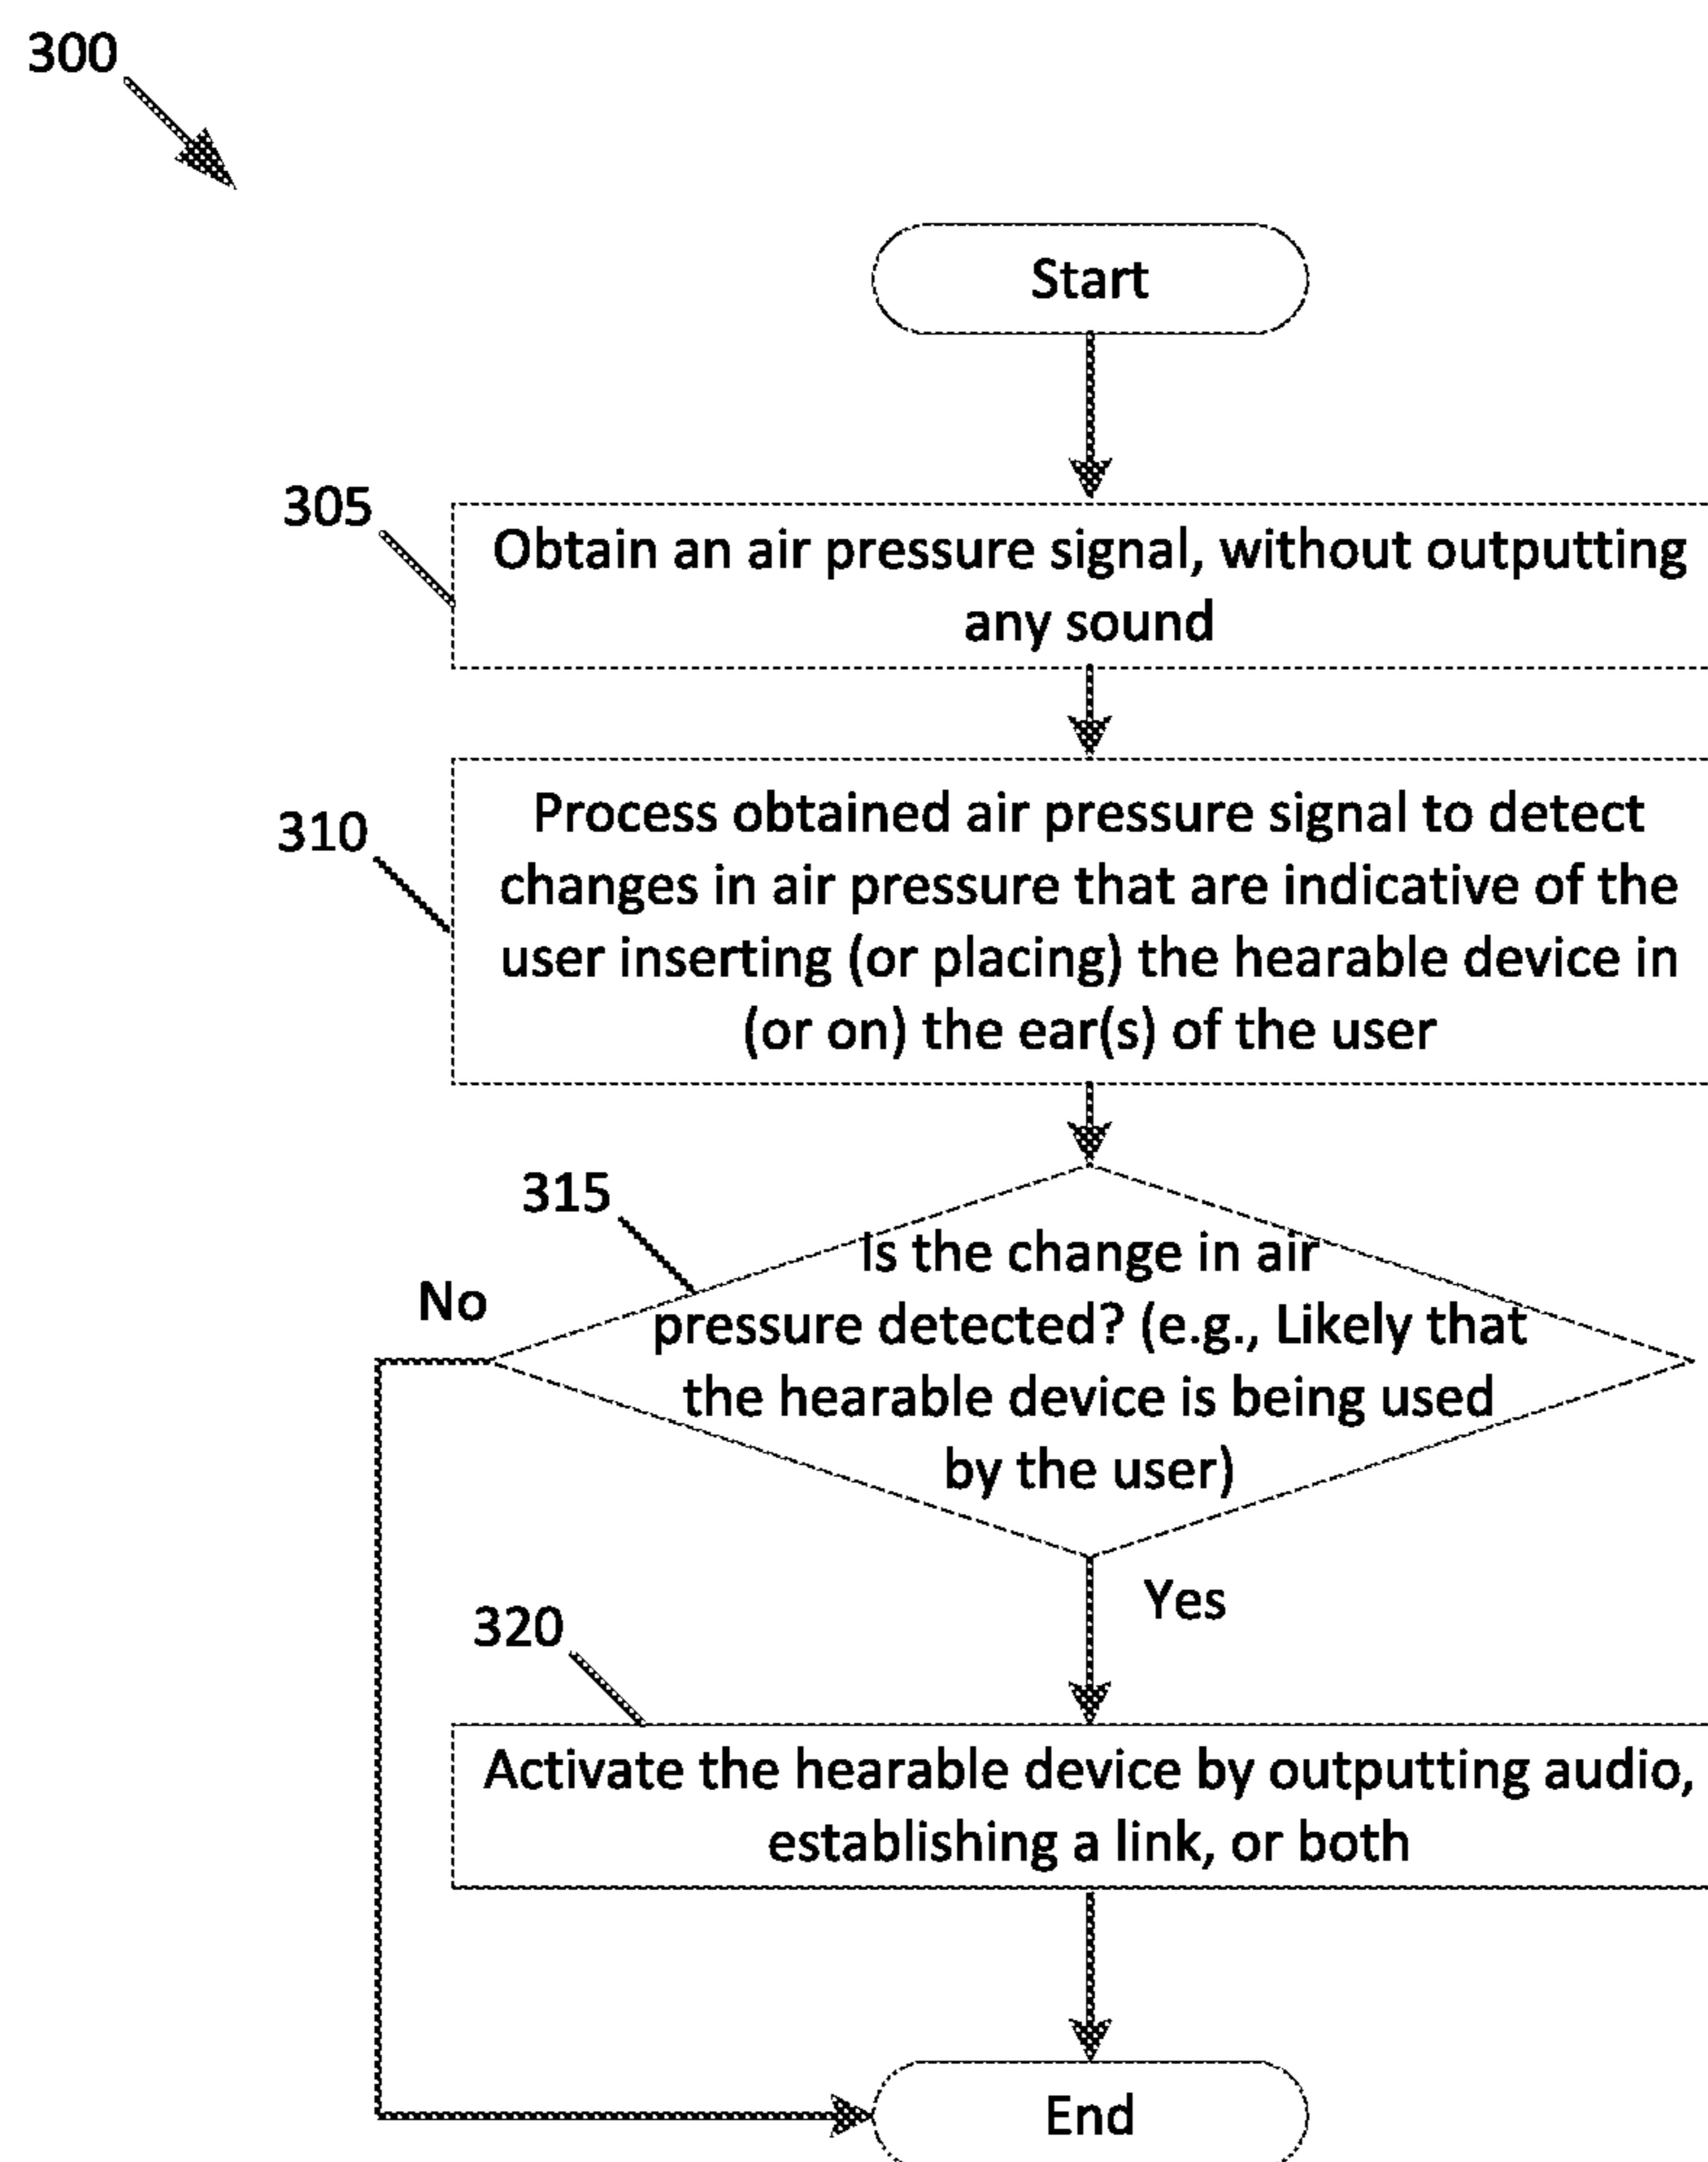 300
Start
305
Obtain an air pressure signal, without outputting
any sound
310
Process obtained air pressure signal to detect
changes in air pressure that are indicative of the
user inserting (or placing) the hearable device in
(or on) the ear(s) of the user
315
Is the change in air
pressure detected? (e.g., Likely that
the hearable device is being used
by the user)
No
Yes
320
Activate the hearable device by outputting audio,
establishing a link, or both
End